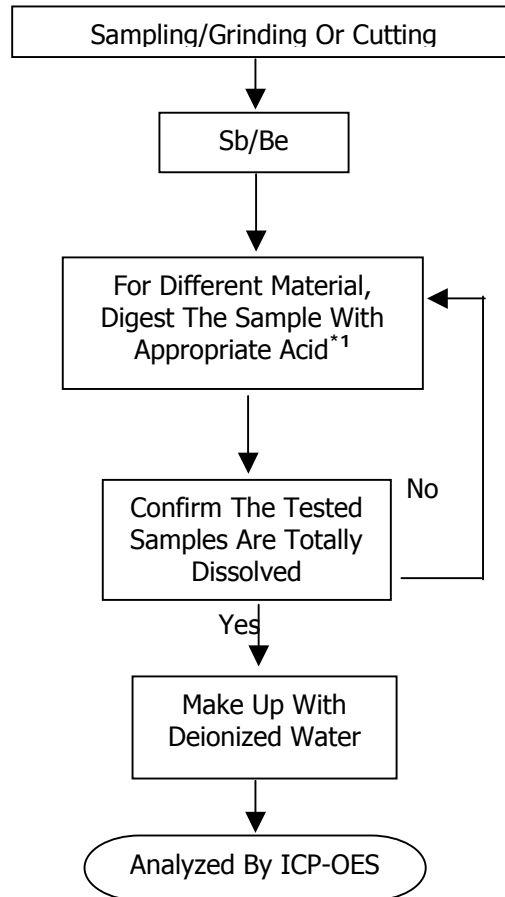 Sampling/Grinding Or Cutting
Sb/Be
For Different Material,
Digest The Sample With
Appropriate Acid*1
No
Confirm The Tested
Samples Are Totally
Dissolved
Yes
Make Up With
Deionized Water
Analyzed By ICP-OES